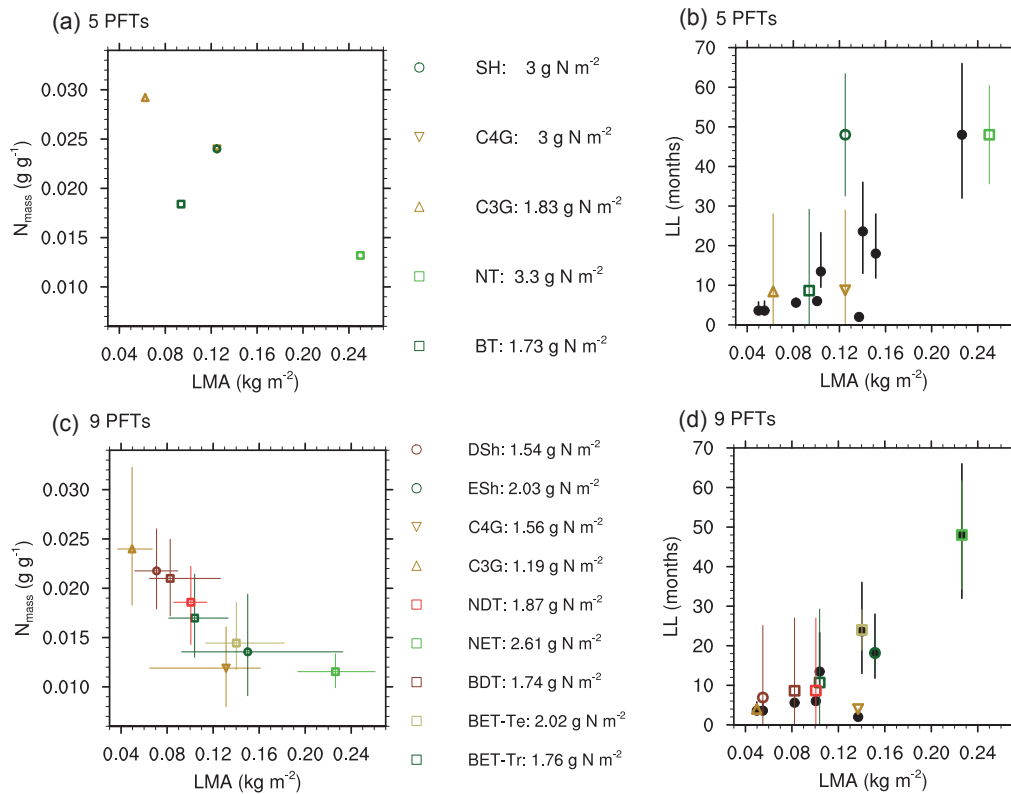 (a) 5 PFTs
0.030
0.025
0.020
0.015
0.010
N_mass (g g⁻¹)
0.04 0.08 0.12 0.16 0.20 0.24
LMA (kg m⁻²)
SH: 3 g N m⁻²
C4G: 3 g N m⁻²
C3G: 1.83 g N m⁻²
NT: 3.3 g N m⁻²
BT: 1.73 g N m⁻²
(b) 5 PFTs
70
60
50
40
30
20
10
0
LL (months)
0.04 0.08 0.12 0.16 0.20 0.24
LMA (kg m⁻²)
(c) 9 PFTs
0.030
0.025
0.020
0.015
0.010
N_mass (g g⁻¹)
0.04 0.08 0.12 0.16 0.20 0.24
LMA (kg m⁻²)
DSh: 1.54 g N m⁻²
ESh: 2.03 g N m⁻²
C4G: 1.56 g N m⁻²
C3G: 1.19 g N m⁻²
NDT: 1.87 g N m⁻²
NET: 2.61 g N m⁻²
BDT: 1.74 g N m⁻²
BET-Te: 2.02 g N m⁻²
BET-Tr: 1.76 g N m⁻²
(d) 9 PFTs
70
60
50
40
30
20
10
0
LL (months)
0.04 0.08 0.12 0.16 0.20 0.24
LMA (kg m⁻²)